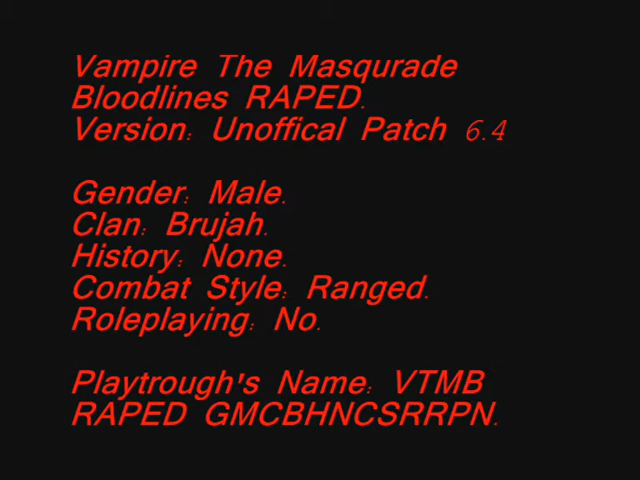 Vampire The Masqurade
Bloodlines RAPED.
Version: Unoffical Patch 6.4
Gender: Male.
Clan: Brujah.
History: None.
Combat Style: Ranged.
Roleplaying: No.
Playtrough's Name: VTMB
RAPED GMCBHNCSRRPN.